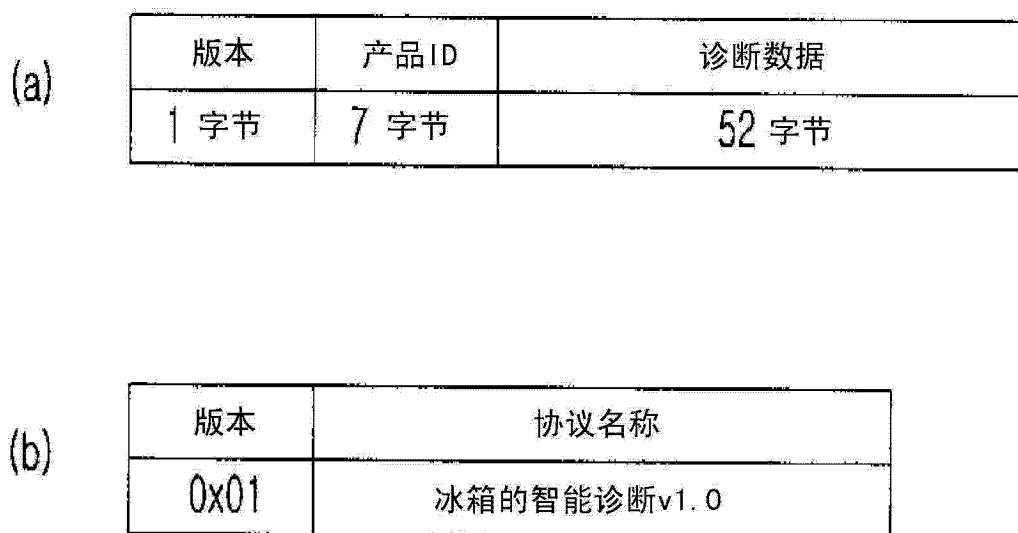 (a)
版本 产品ID 诊断数据
1 字节 7 字节 52 字节
(b)
版本 协议名称
0x01 冰箱的智能诊断v1.0